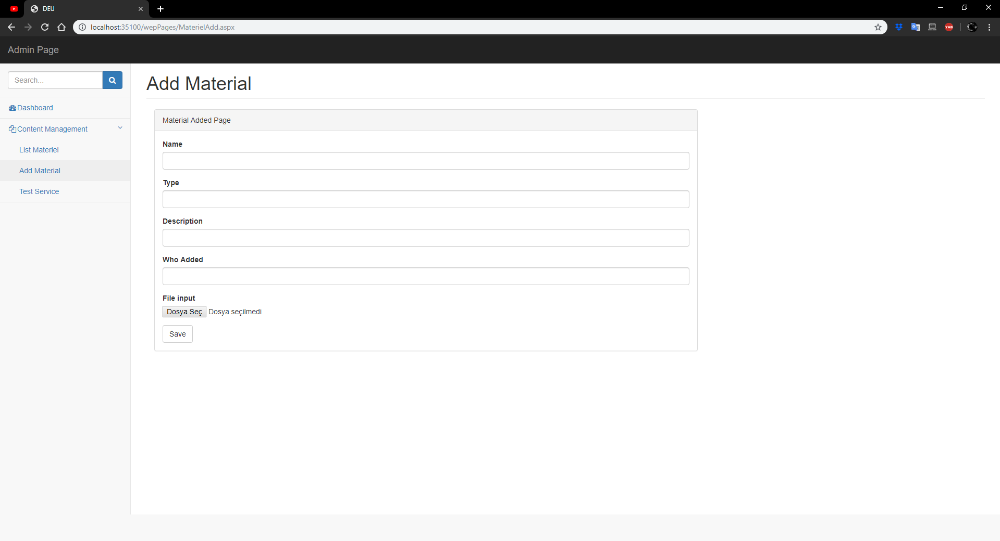 DEU
localhost:35100/wepPages/MaterielAdd.aspx
YAB
Admin Page
Search...
Dashboard
Content Management
List Materiel
Add Material
Test Service
Add Material
Material Added Page
Name
Type
Description
Who Added
File input
Dosya Seç Dosya seçilmedi
Save